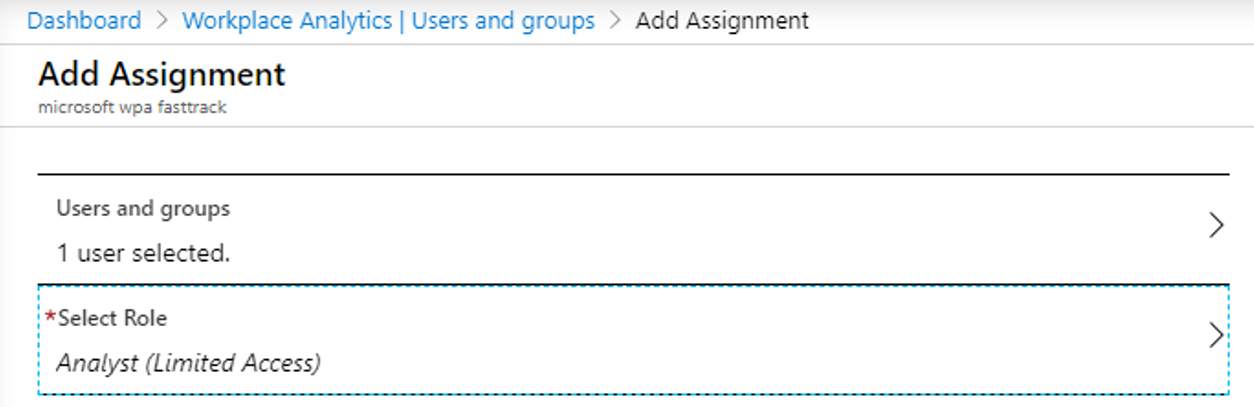 Dashboard > Workplace Analytics | Users and groups > Add Assignment
Add Assignment
microsoft wpa fasttrack
Users and groups
1 user selected.
*Select Role
Analyst (Limited Access)